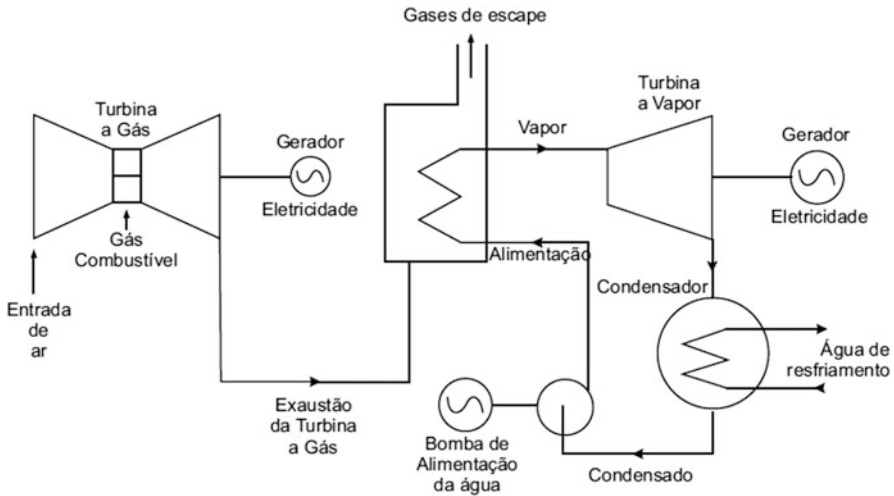 Gases de escape
Turbina
a Gás
Gerador
Eletricidade
Gás
Combustível
Entrada
de
ar
Exaustão
da Turbina
a Gás
Vapor
Alimentação
Turbina
a Vapor
Gerador
Eletricidade
Condensador
Água de
resfriamento
Bomba de
Alimentação
da água
Condensado